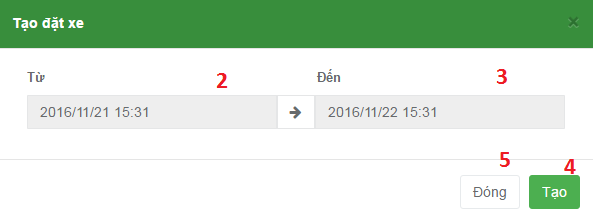 Tạo đặt xe ×
Từ 2 Đến 3
2016/11/21 15:31 → 2016/11/22 15:31
5 4
Đóng Tạo